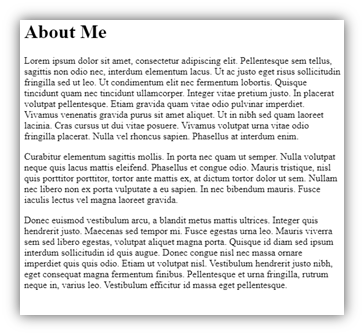 About Me
Lorem ipsum dolor sit amet, consectetur adipiscing elit. Pellentesque sem tellus,
sagittis non odio nec, interdum elementum lacus. Ut ac justo eget risus sollicitudin
fringilla sed ut leo. Ut condimentum elit nec fermentum lobortis. Quisque
tincidunt quam nec tincidunt ullamcorper. Integer vitae pretium justo. In placerat
volutpat pellentesque. Etiam gravida quam vitae odio pulvinar imperdiet.
Vivamus venenatis gravida purus sit amet aliquet. Ut in nibh sed quam laoreet
lacinia. Cras cursus ut dui vitae posuere. Vivamus volutpat urna vitae odio
fringilla placerat. Nulla vel rhoncus sapien. Phasellus at interdum enim.
Curabitur elementum sagittis mollis. In porta nec quam ut semper. Nulla volutpat
neque quis lacus mattis eleifend. Phasellus et congue odio. Mauris tristique, nisl
quis porttitor porttitor, tortor ante mattis ex, at dictum tortor dolor ut sem. Nullam
nec libero non ex porta vulputate a eu sapien. In nec bibendum mauris. Fusce
iaculis lectus vel magna laoreet gravida.
Donec euismod vestibulum arcu, a blandit metus mattis ultrices. Integer quis
hendrerit justo. Maecenas sed tempor mi. Fusce egestas urna leo. Mauris viverra
sem sed libero egestas, volutpat aliquet magna porta. Quisque id diam sed ipsum
interdum sollicitudin id quis augue. Donec congue nisl nec massa ornare
imperdiet quis quis odio. Etiam ut volutpat nisl. Vestibulum hendrerit justo nibh,
eget consequat magna fermentum finibus. Pellentesque et urna fringilla, rutrum
neque in, varius leo. Vestibulum efficitur id massa eget pellentesque.